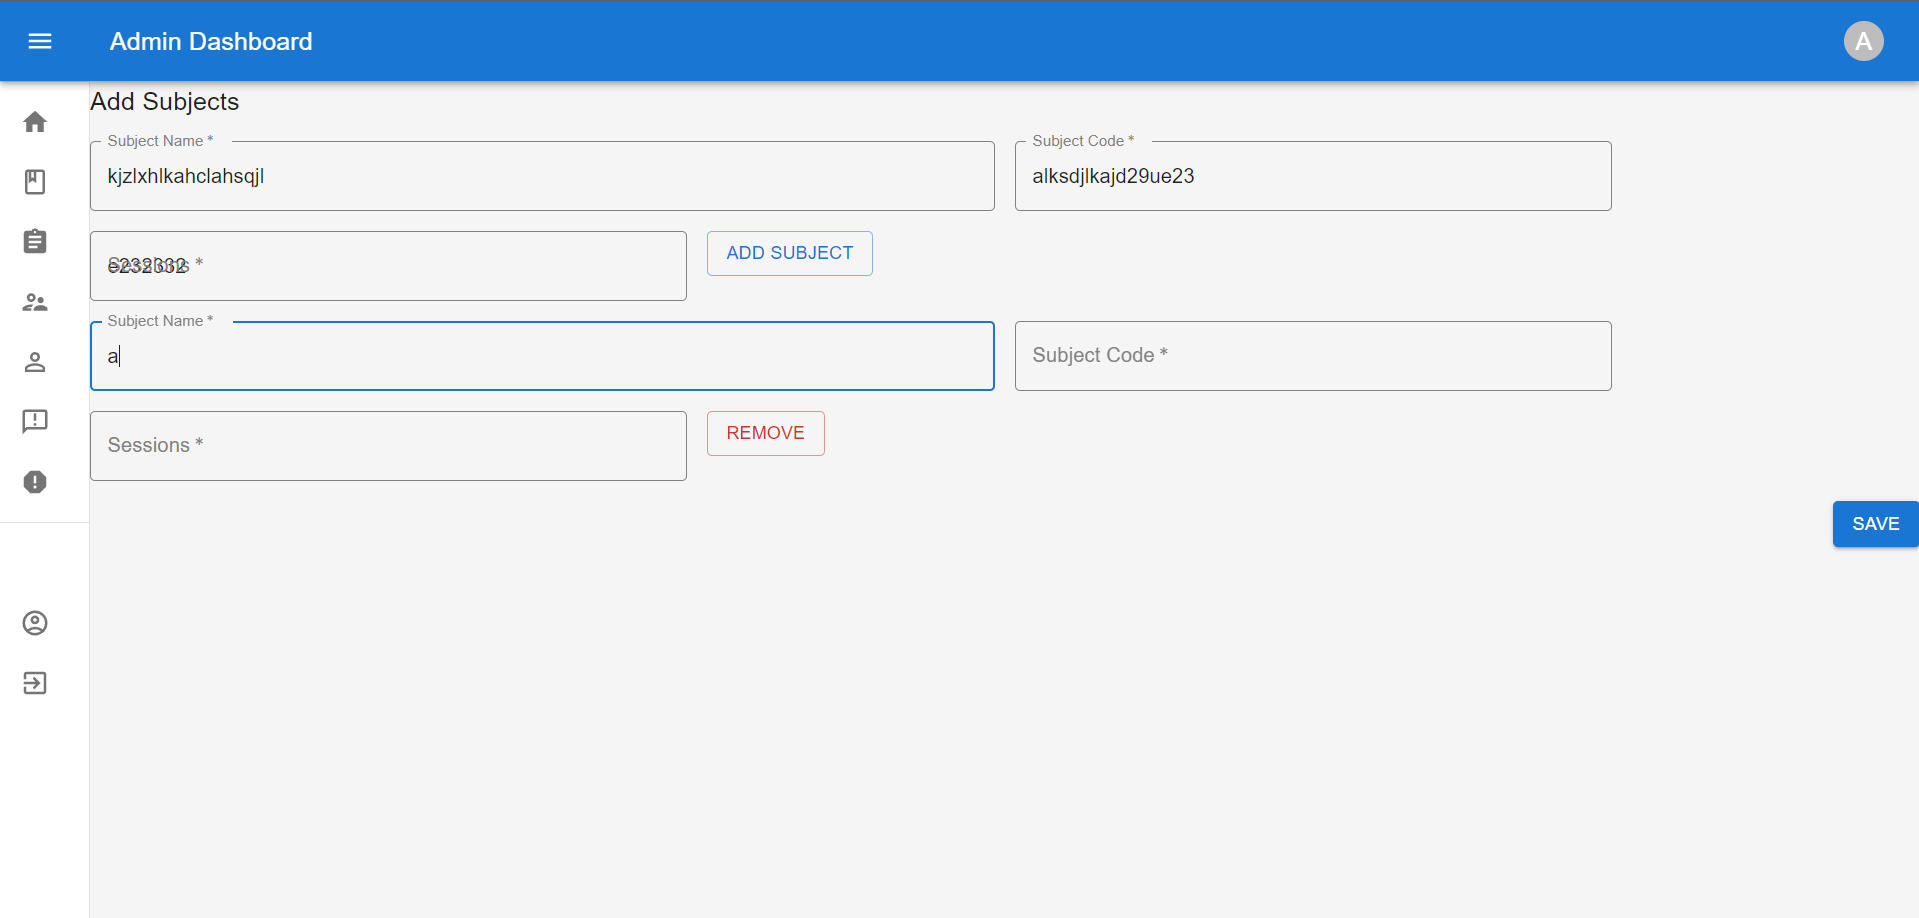 Admin Dashboard
A
Add Subjects
Subject Name *
kjzlxhlkahclahsqjl
Subject Code *
alksdjlkajd29ue23
Sessions *
ADD SUBJECT
Subject Name *
a
Subject Code *
Sessions *
REMOVE
SAVE